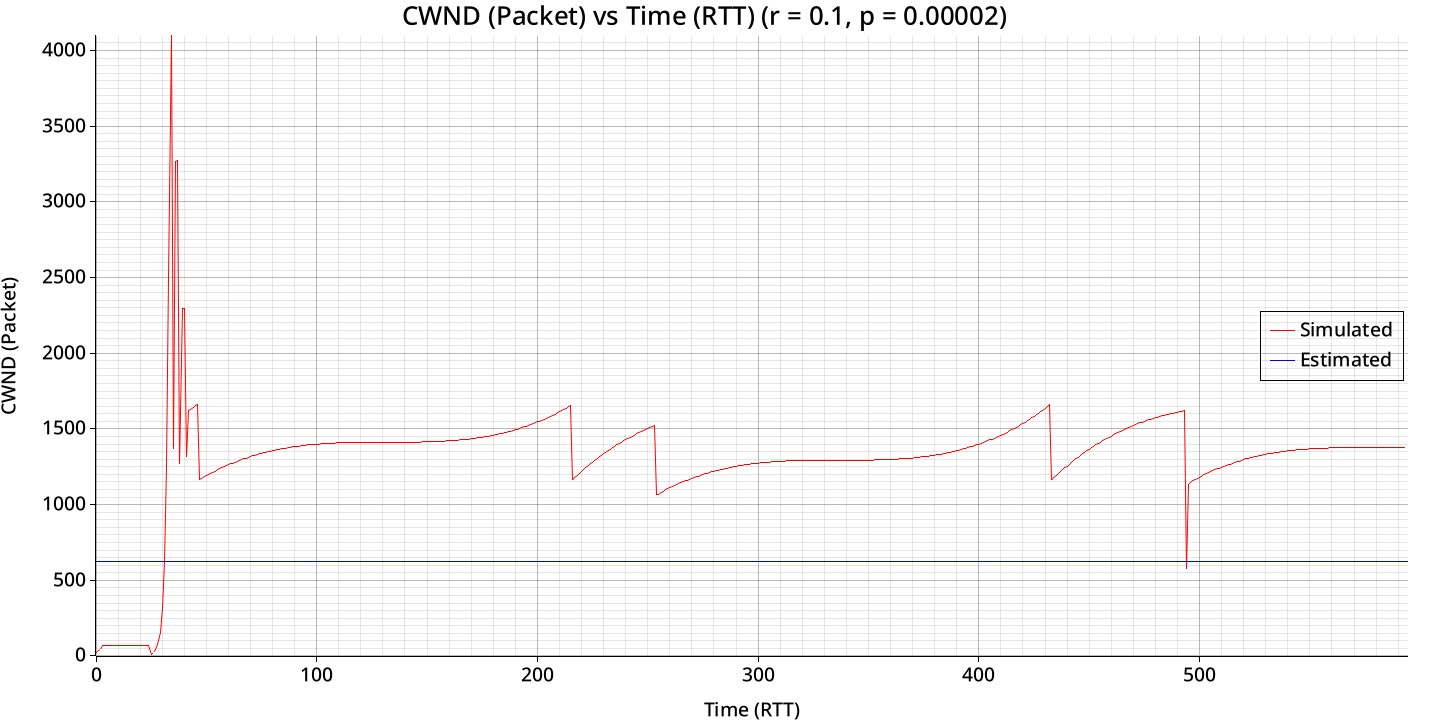 CWND (Packet) vs Time (RTT) (r = 0.1, p = 0.00002)
4000
3500
3000
2500
2000
1500
1000
500
0
CWND (Packet)
Simulated
Estimated
0 100 200 300 400 500
Time (RTT)